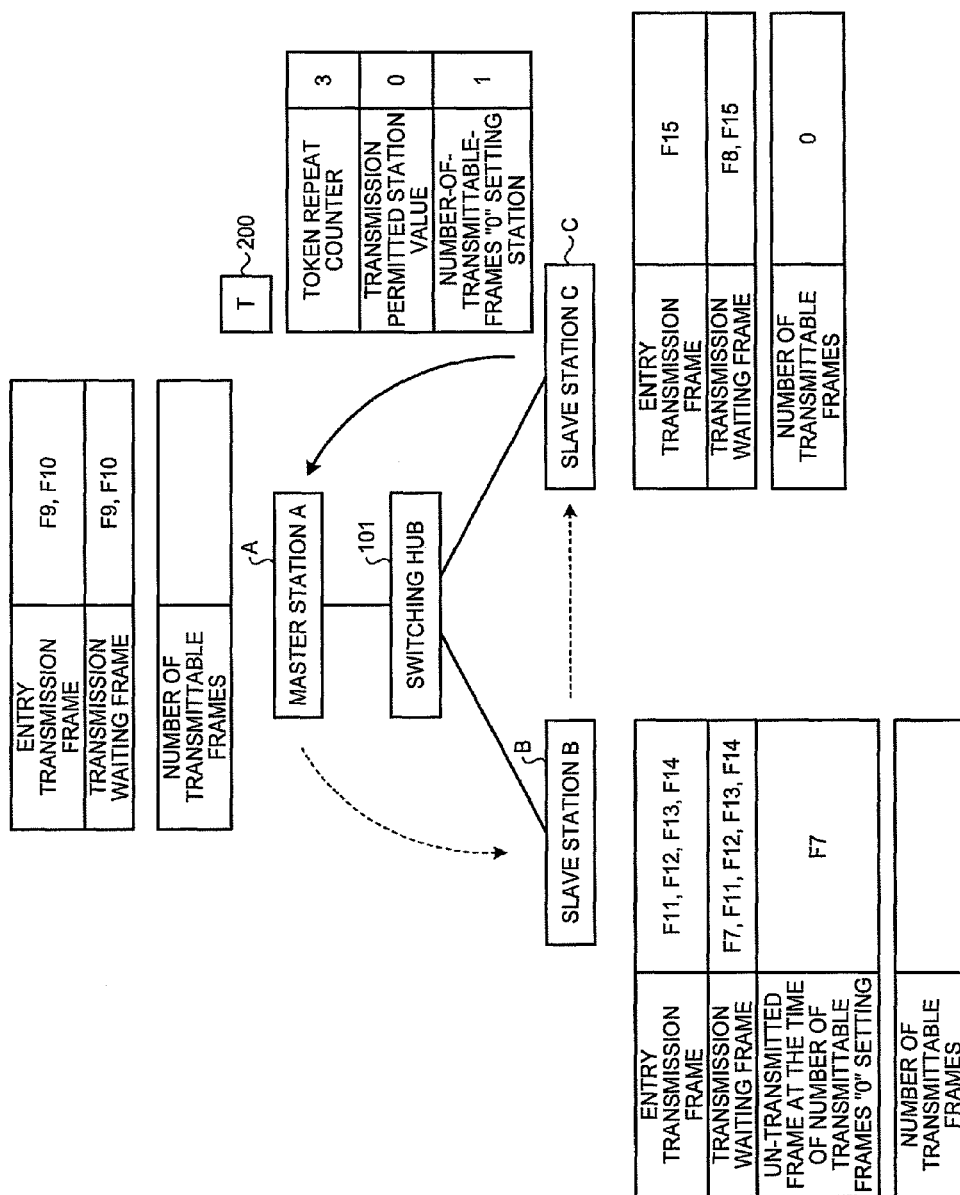 ENTRY
TRANSMISSION
FRAME
F9, F10
TRANSMISSION
WAITING FRAME
F9, F10
NUMBER OF
TRANSMITTABLE
FRAMES
A
MASTER STATION A
101
SWITCHING HUB
T
200
TOKEN REPEAT
COUNTER
3
TRANSMISSION
PERMITTED STATION
VALUE
0
NUMBER-OF-
TRANSMITTABLE-
FRAMES "0" SETTING
STATION
1
B
SLAVE STATION B
ENTRY
TRANSMISSION
FRAME
F11, F12, F13, F14
TRANSMISSION
WAITING FRAME
F7, F11, F12, F13, F14
UN-TRANSMITTED
FRAME AT THE TIME
OF NUMBER OF
TRANSMITTABLE
FRAMES "0" SETTING
F7
NUMBER OF
TRANSMITTABLE
FRAMES
C
SLAVE STATION C
ENTRY
TRANSMISSION
FRAME
F15
TRANSMISSION
WAITING FRAME
F8, F15
NUMBER OF
TRANSMITTABLE
FRAMES
0